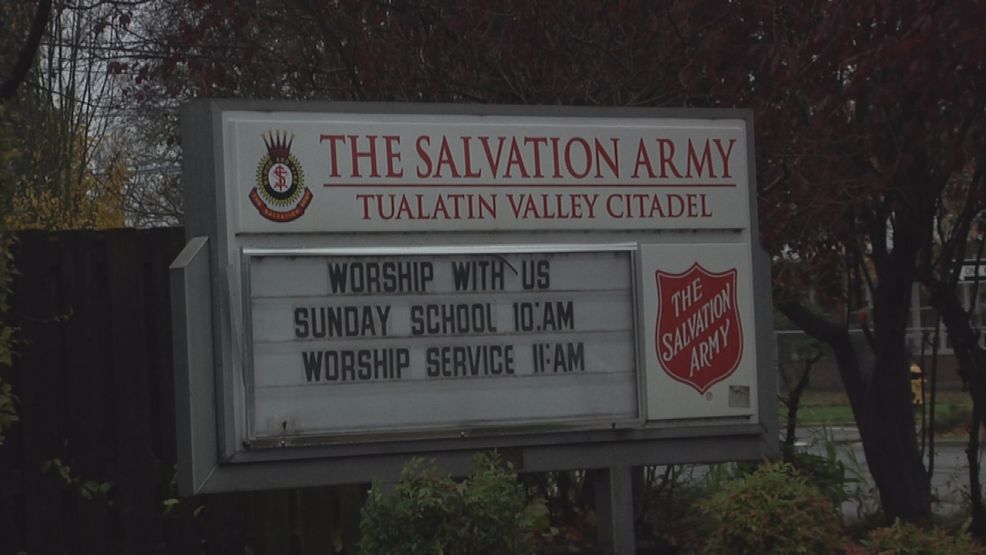 THE SALVATION ARMY
TUALATIN VALLEY CITADEL
WORSHIP WITH US
SUNDAY SCHOOL 10:AM
WORSHIP SERVICE 11:AM
THE
SALVATION
ARMY
®